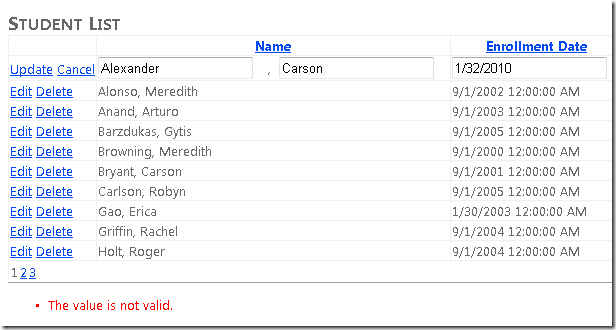 STUDENT LIST
Name Enrollment Date
Update Cancel Alexander , Carson 1/32/2010
Edit Delete Alonso, Meredith 9/1/2002 12:00:00 AM
Edit Delete Anand, Arturo 9/1/2003 12:00:00 AM
Edit Delete Barzdukas, Gytis 9/1/2005 12:00:00 AM
Edit Delete Browning, Meredith 9/1/2000 12:00:00 AM
Edit Delete Bryant, Carson 9/1/2001 12:00:00 AM
Edit Delete Carlson, Robyn 9/1/2005 12:00:00 AM
Edit Delete Gao, Erica 1/30/2003 12:00:00 AM
Edit Delete Griffin, Rachel 9/1/2004 12:00:00 AM
Edit Delete Holt, Roger 9/1/2004 12:00:00 AM
1 2 3
• The value is not valid.